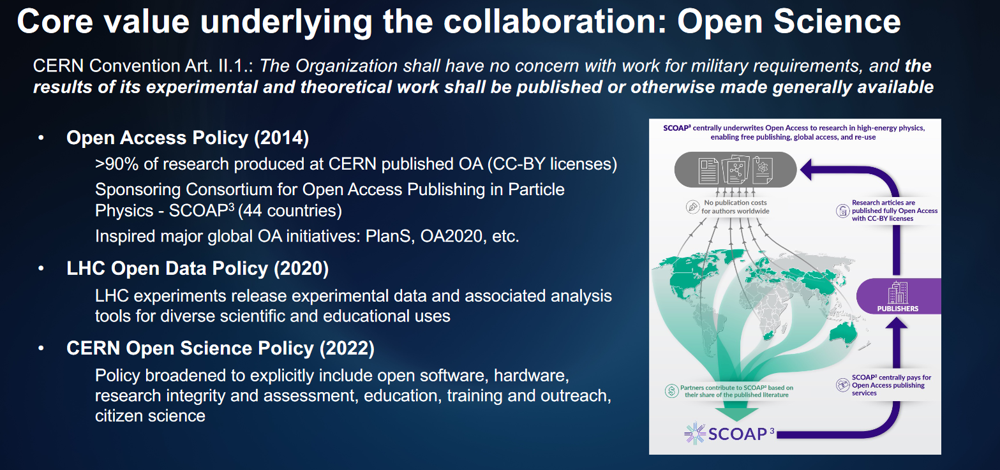 Core value underlying the collaboration: Open Science
CERN Convention Art. II.1.: The Organization shall have no concern with work for military requirements, and the
results of its experimental and theoretical work shall be published or otherwise made generally available
• Open Access Policy (2014)
>90% of research produced at CERN published OA (CC-BY licenses)
Sponsoring Consortium for Open Access Publishing in Particle
Physics - SCOAP³ (44 countries)
Inspired major global OA initiatives: PlanS, OA2020, etc.
• LHC Open Data Policy (2020)
LHC experiments release experimental data and associated analysis
tools for diverse scientific and educational uses
• CERN Open Science Policy (2022)
Policy broadened to explicitly include open software, hardware,
research integrity and assessment, education, training and outreach,
citizen science
SCOAP³ centrally underwrites Open Access to research in high-energy physics,
enabling free publishing, global access, and re-use
No publication costs
for authors worldwide
Research articles are
published fully Open Access
with CC-BY licenses
PUBLISHERS
SCOAP³ centrally pays for
Open Access publishing
services
Partners contribute to SCOAP³ based on
their share of the published literature
SCOAP³